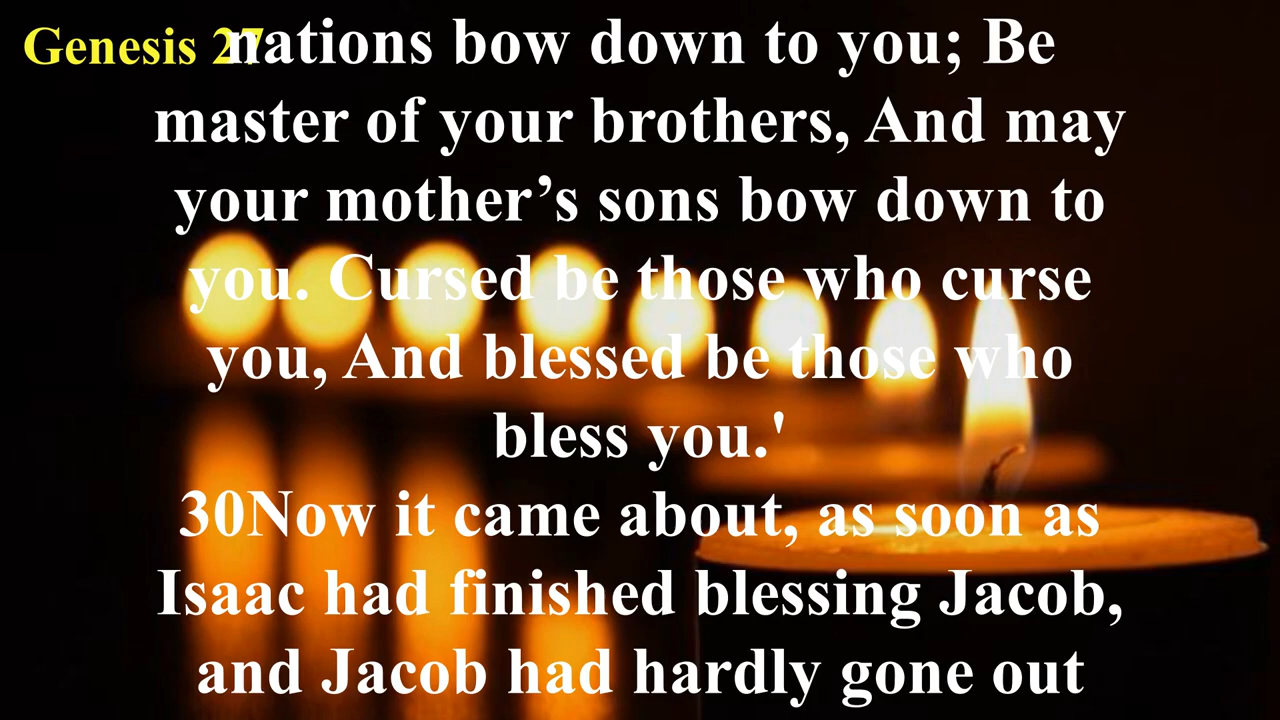 Genesis 27
nations bow down to you; Be
master of your brothers, And may
your mother’s sons bow down to
you. Cursed be those who curse
you, And blessed be those who
bless you.'
30Now it came about, as soon as
Isaac had finished blessing Jacob,
and Jacob had hardly gone out